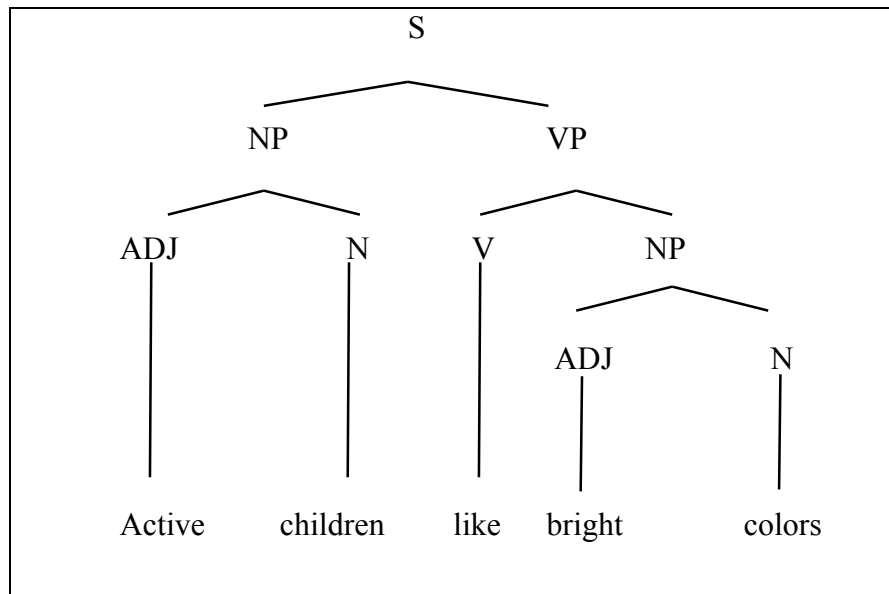 S
NP VP
ADJ N V NP
ADJ N
Active children like bright colors